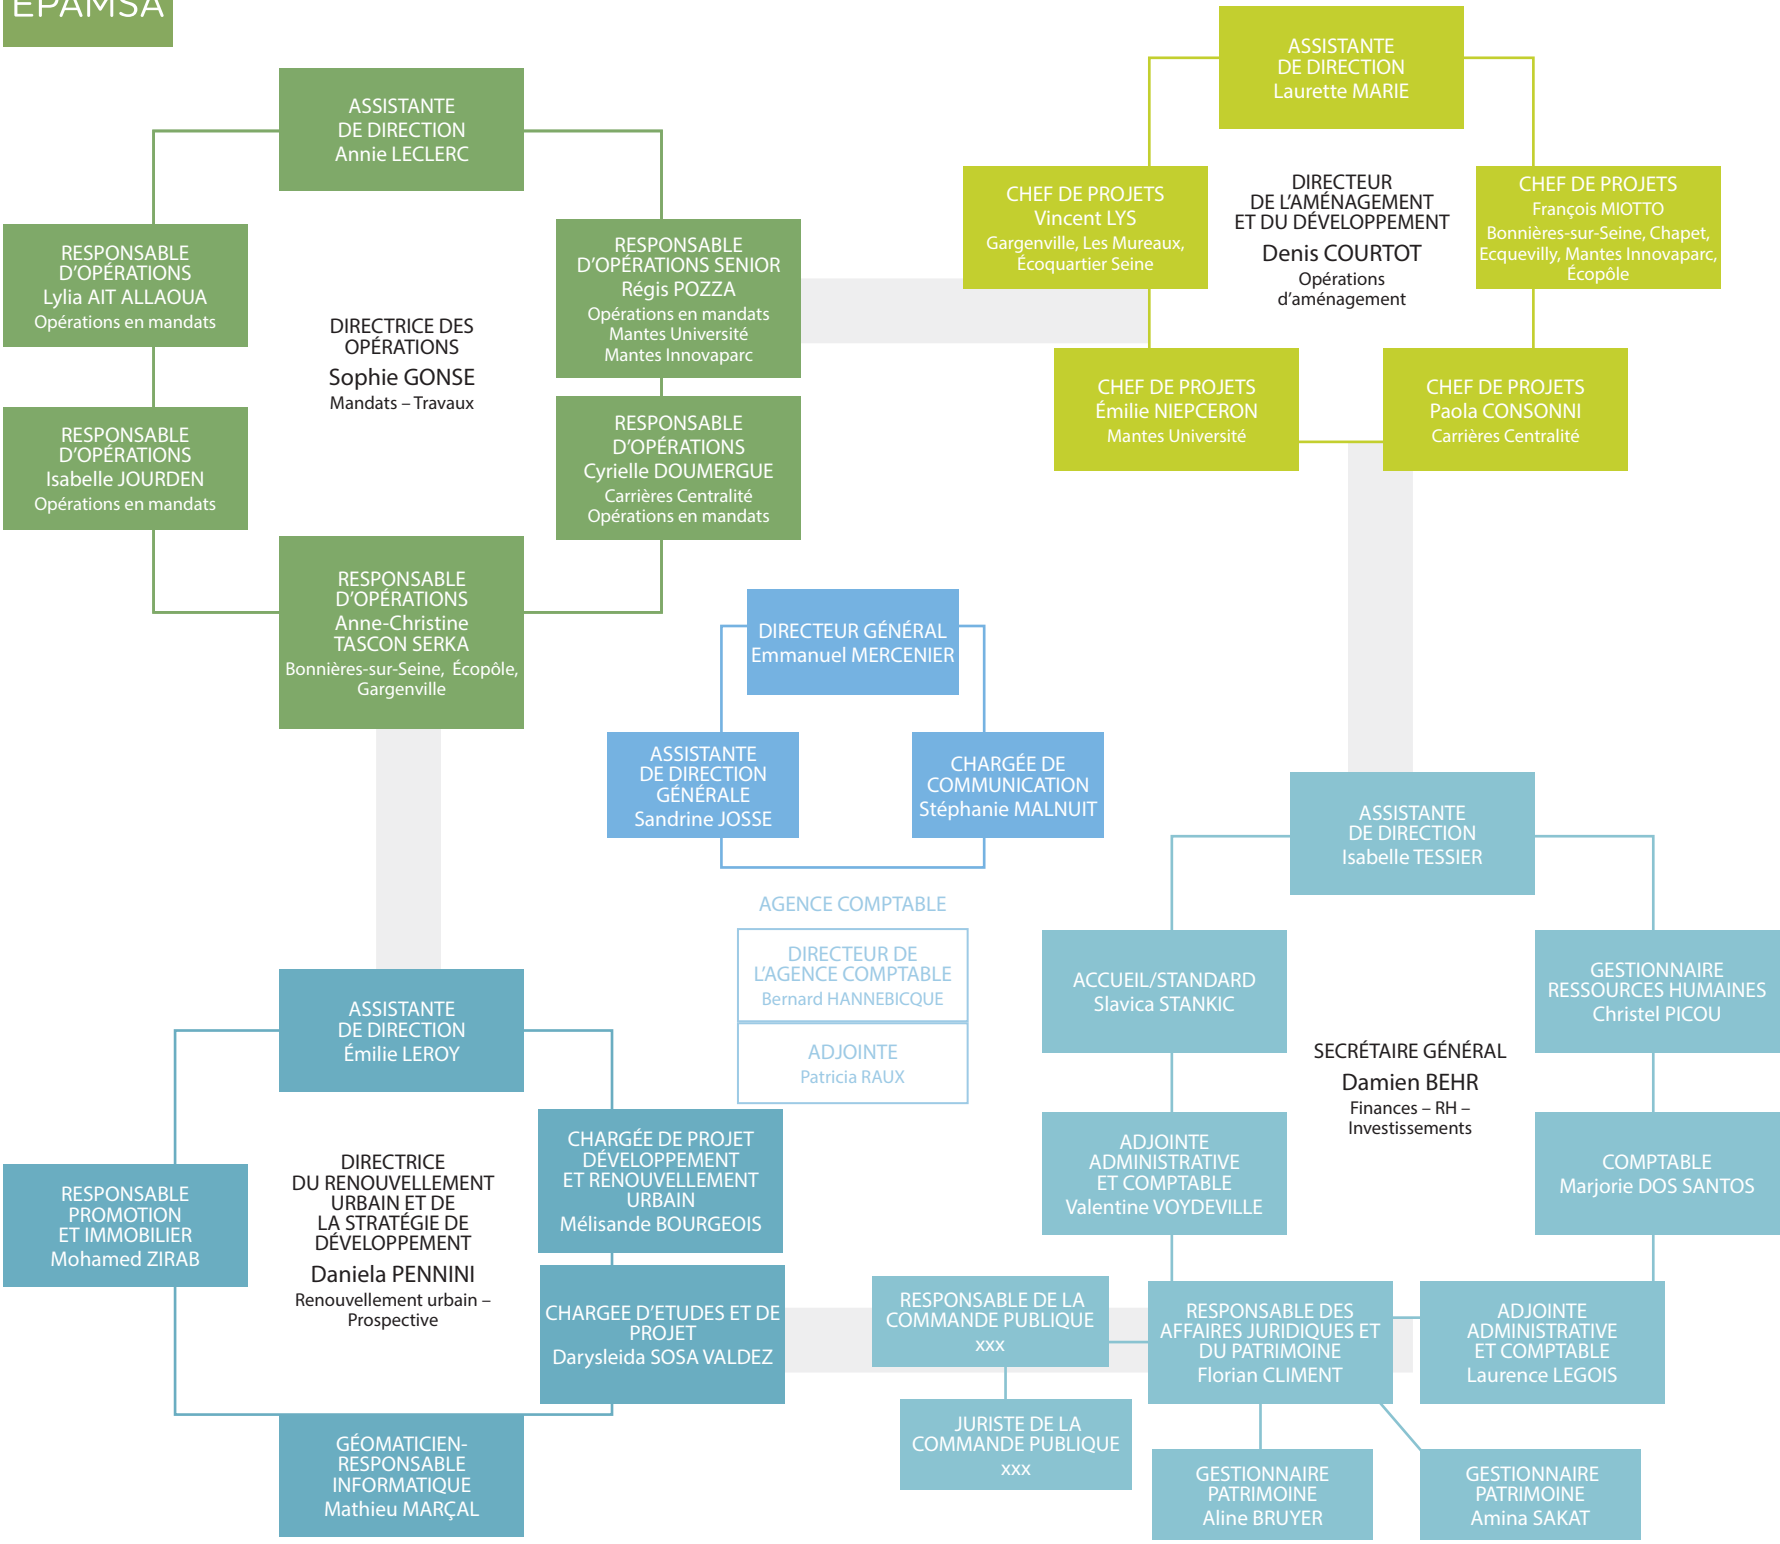 EPAMSA
ASSISTANTE
DE DIRECTION
Annie LECLERC
RESPONSABLE
D’OPÉRATIONS
Lylia AIT ALLAOUA
Opérations en mandats
RESPONSABLE
D’OPÉRATIONS SENIOR
Régis POZZA
Opérations en mandats
Mantes Université
Mantes Innovaparc
DIRECTRICE DES
OPÉRATIONS
Sophie GONSE
Mandats – Travaux
RESPONSABLE
D’OPÉRATIONS
Isabelle JOURDEN
Opérations en mandats
RESPONSABLE
D’OPÉRATIONS
Cyrielle DOUMERGUE
Carrières Centralité
Opérations en mandats
RESPONSABLE
D’OPÉRATIONS
Anne-Christine
TASCON SERKA
Bonnières-sur-Seine, Écopôle,
Gargenville
ASSISTANTE
DE DIRECTION
Laurette MARIE
CHEF DE PROJETS
Vincent LYS
Gargenville, Les Mureaux,
Écoquartier Seine
DIRECTEUR
DE L’AMÉNAGEMENT
ET DU DÉVELOPPEMENT
Denis COURTOT
Opérations
d’aménagement
CHEF DE PROJETS
François MIOTTO
Bonnières-sur-Seine, Chapet,
Ecquevilly, Mantes Innovaparc,
Écopôle
CHEF DE PROJETS
Émilie NIEPCERON
Mantes Université
CHEF DE PROJETS
Paola CONSONNI
Carrières Centralité
DIRECTEUR GÉNÉRAL
Emmanuel MERCENIER
ASSISTANTE
DE DIRECTION
GÉNÉRALE
Sandrine JOSSE
CHARGÉE DE
COMMUNICATION
Stéphanie MALNUIT
AGENCE COMPTABLE
DIRECTEUR DE
L’AGENCE COMPTABLE
Bernard HANNEBICQUE
ADJOINTE
Patricia RAUX
ASSISTANTE
DE DIRECTION
Émilie LEROY
RESPONSABLE
PROMOTION
ET IMMOBILIER
Mohamed ZIRAB
DIRECTRICE
DU RENOUVELLEMENT
URBAIN ET DE
LA STRATÉGIE DE
DÉVELOPPEMENT
Daniela PENNINI
Renouvellement urbain –
Prospective
CHARGÉE DE PROJET
DÉVELOPPEMENT
ET RENOUVELLEMENT
URBAIN
Mélisande BOURGEOIS
CHARGEE D’ETUDES ET DE
PROJET
Darysleida SOSA VALDEZ
GÉOMATICIEN-
RESPONSABLE
INFORMATIQUE
Mathieu MARÇAL
ASSISTANTE
DE DIRECTION
Isabelle TESSIER
ACCUEIL/STANDARD
Slavica STANKIC
GESTIONNAIRE
RESSOURCES HUMAINES
Christel PICOU
SECRÉTAIRE GÉNÉRAL
Damien BEHR
Finances – RH –
Investissements
ADJOINTE
ADMINISTRATIVE
ET COMPTABLE
Valentine VOYDEVILLE
COMPTABLE
Marjorie DOS SANTOS
RESPONSABLE DE LA
COMMANDE PUBLIQUE
xxx
RESPONSABLE DES
AFFAIRES JURIDIQUES ET
DU PATRIMOINE
Florian CLIMENT
ADJOINTE
ADMINISTRATIVE
ET COMPTABLE
Laurence LEGOIS
JURISTE DE LA
COMMANDE PUBLIQUE
xxx
GESTIONNAIRE
PATRIMOINE
Aline BRUYER
GESTIONNAIRE
PATRIMOINE
Amina SAKAT